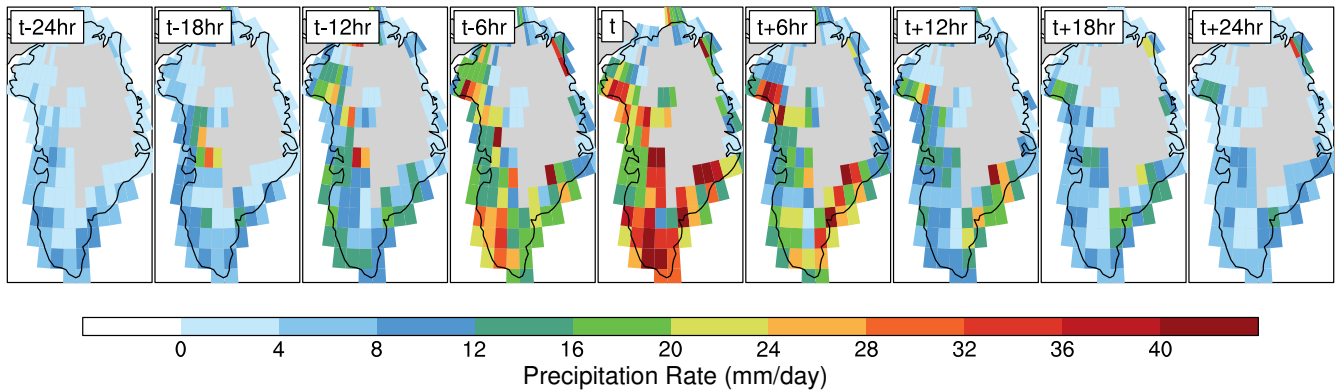 t-24hr t-18hr t-12hr t-6hr t t+6hr t+12hr t+18hr t+24hr
0 4 8 12 16 20 24 28 32 36 40
Precipitation Rate (mm/day)